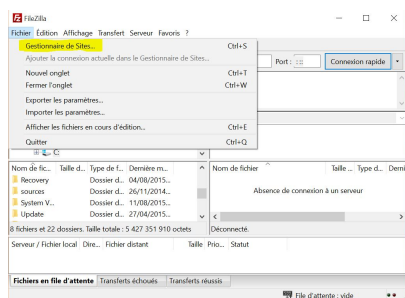 FileZilla
Fichier Édition Affichage Transfert Serveur Favoris ?
Gestionnaire de Sites... Ctrl+S
Ajouter la connexion actuelle dans le Gestionnaire de Sites...
Port : Connexion rapide
Nouvel onglet Ctrl+T
Fermer l'onglet Ctrl+W
Exporter les paramètres...
Importer les paramètres...
Afficher les fichiers en cours d'édition... Ctrl+E
Quitter Ctrl+Q
C:
Nom de fic... Taille d... Type de f... Dernière m...
Recovery Dossier d... 04/08/2015...
sources Dossier d... 26/11/2014...
System V... Dossier d... 11/08/2015...
Update Dossier d... 27/04/2015...
8 fichiers et 22 dossiers. Taille totale : 5 427 351 910 octets
Nom de fichier Taille ... Type d... Derni
Absence de connexion à un serveur
Déconnecté.
Serveur / Fichier local Dire... Fichier distant Taille Prio... Statut
Fichiers en file d'attente Transferts échoués Transferts réussis
File d'attente : vide